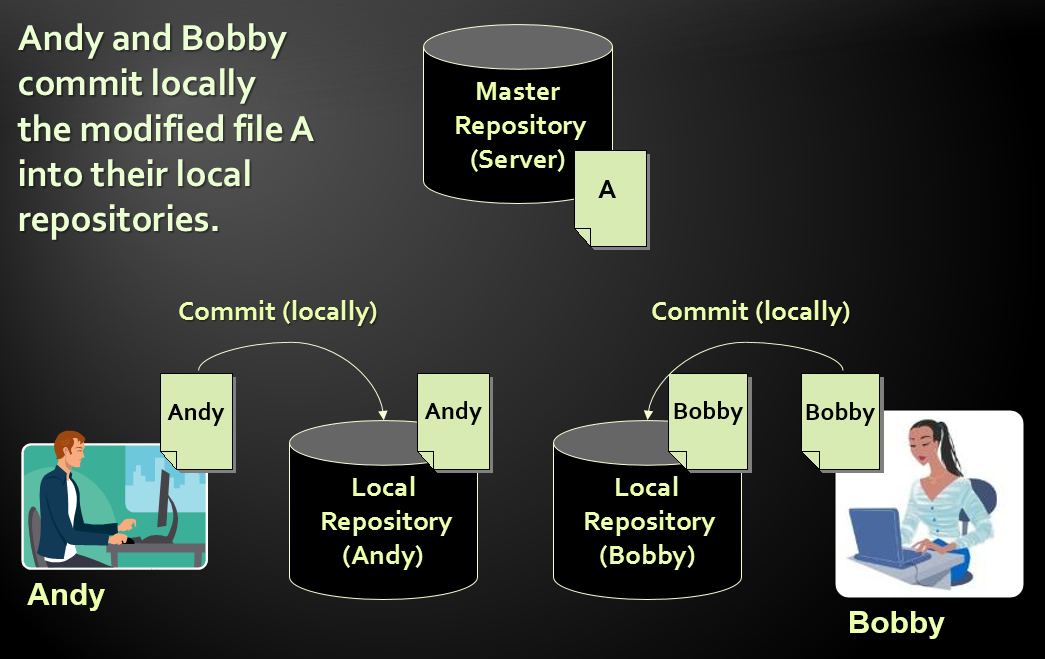 Andy and Bobby
commit locally
the modified file A
into their local
repositories.
Master
Repository
(Server)
A
Commit (locally)
Commit (locally)
Andy
Andy
Bobby
Bobby
Local
Repository
(Andy)
Local
Repository
(Bobby)
Andy
Bobby